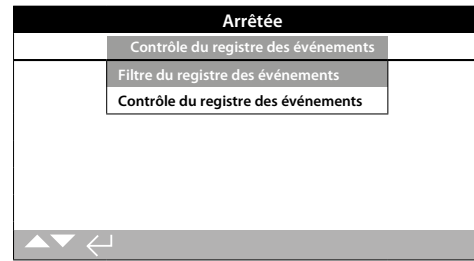 Arrêtée
Contrôle du registre des événements
Filtre du registre des événements
Contrôle du registre des événements